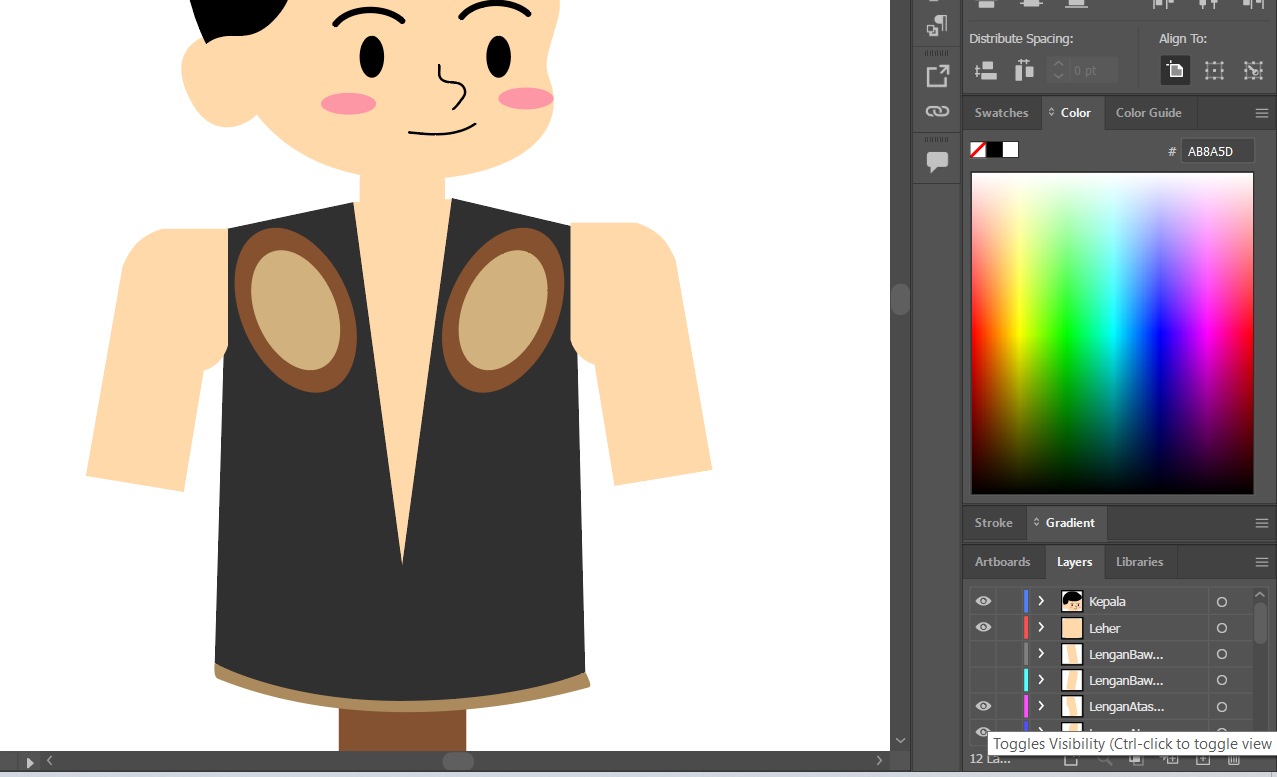 Distribute Spacing:
Align To:
0 pt
Swatches
Color
Color Guide
# AB8A5D
Stroke
Gradient
Artboards
Layers
Libraries
Kepala
Leher
LenganBaw...
LenganBaw...
LenganAtas...
Toggles Visibility (Ctrl-click to toggle view
12 La...